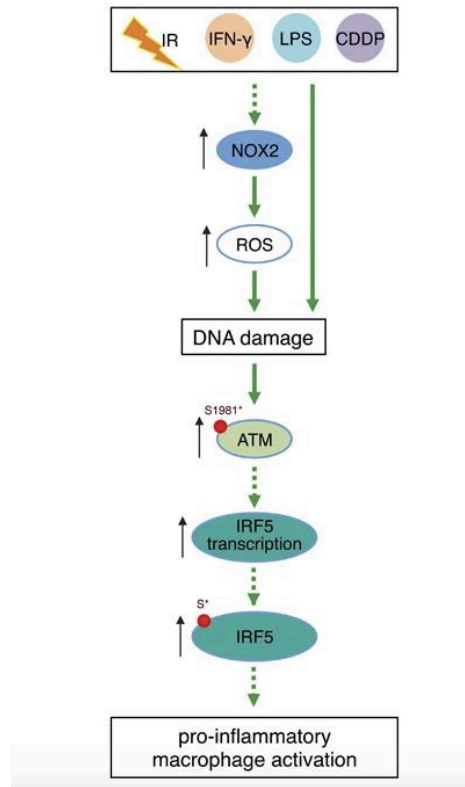 IR IFN-γ LPS CDDP
NOX2
ROS
DNA damage
S1981*
ATM
IRF5
transcription
S*
IRF5
pro-inflammatory
macrophage activation